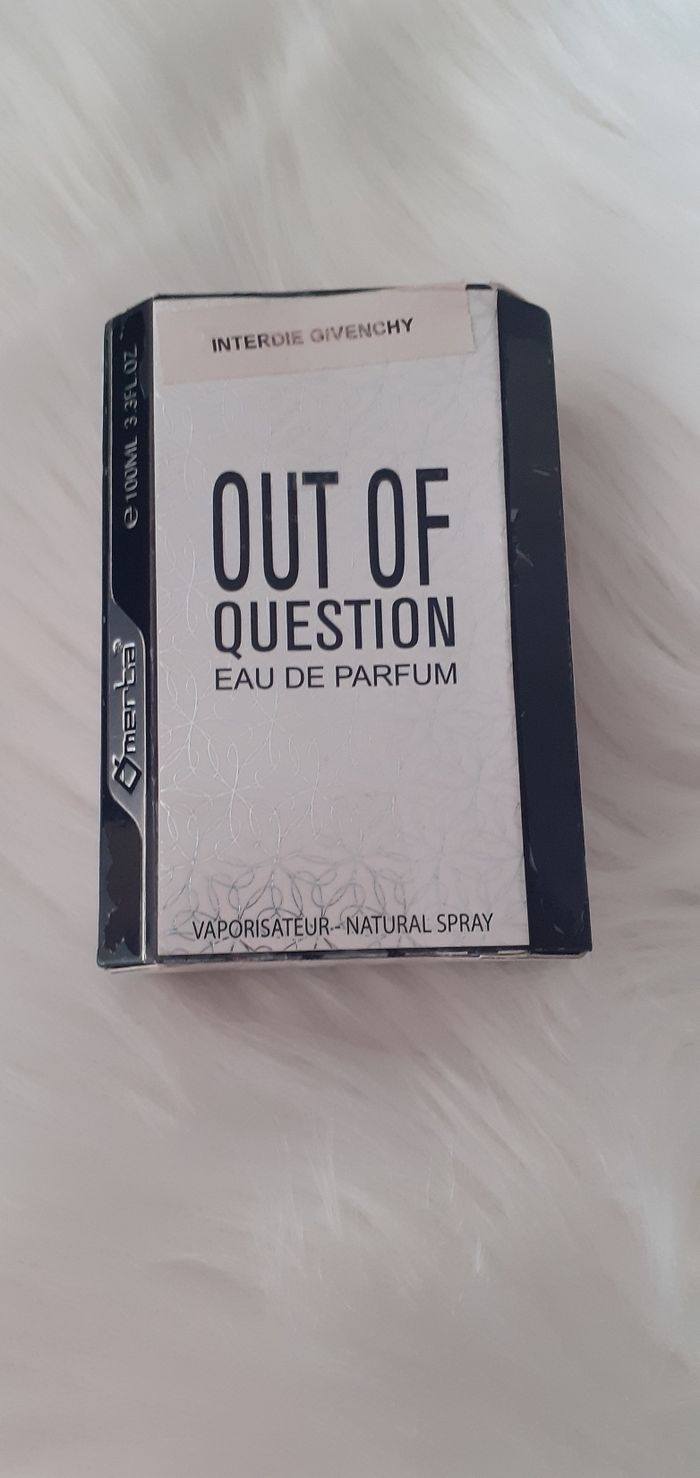 INTERDIE GIVENCHY
OUT OF
QUESTION
EAU DE PARFUM
VAPORISATEUR - NATURAL SPRAY
e 100ML 3.3FL.OZ
Omerta®